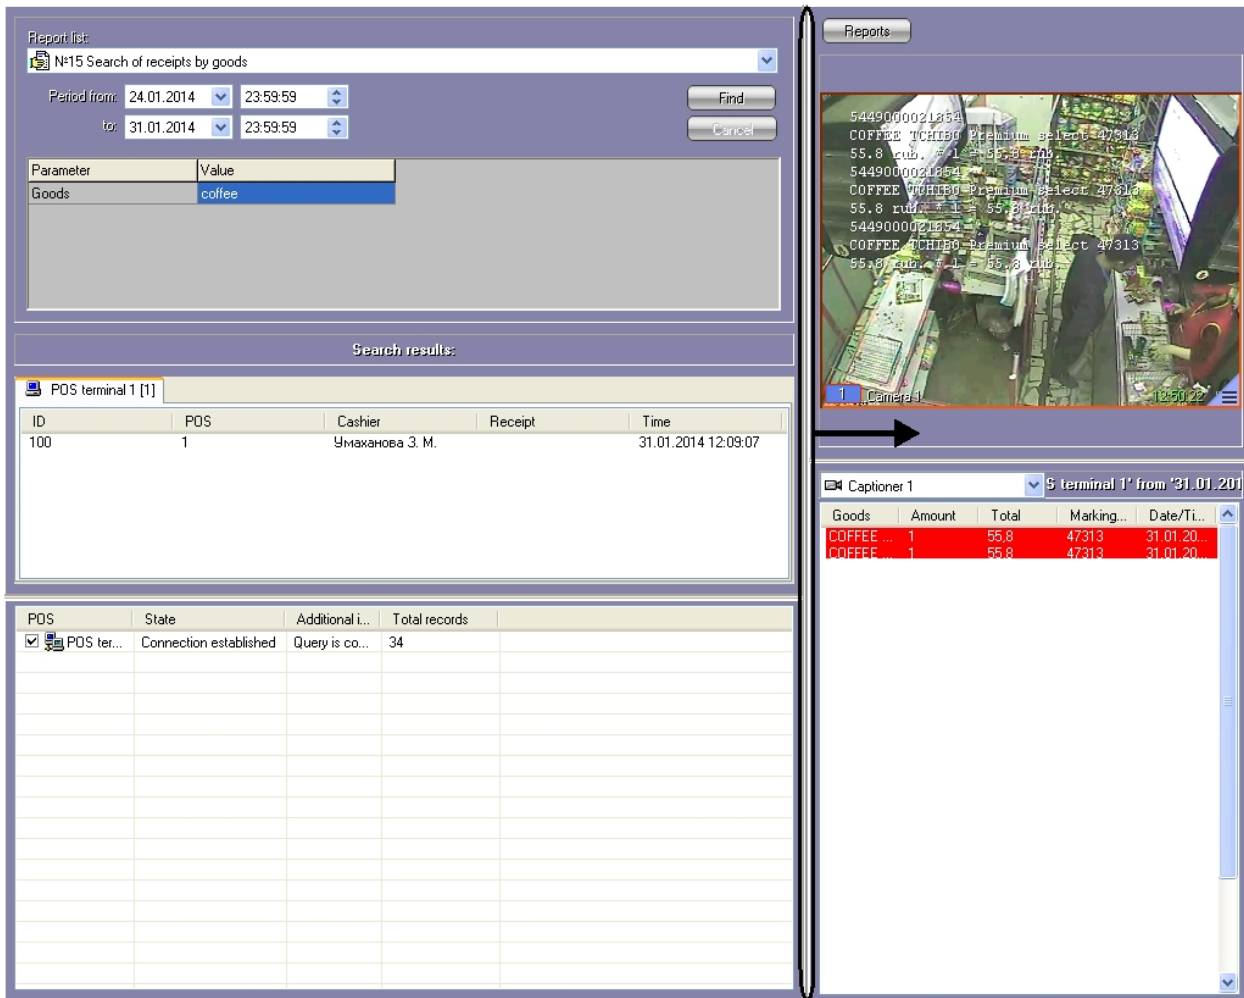 Report list:
Nº15 Search of receipts by goods
Period from: 24.01.2014 23:59:59
Find
to: 31.01.2014 23:59:59
Cancel
Parameter Value
Goods coffee
Search results:
POS terminal 1 [1]
ID POS Cashier Receipt Time
100 1 Умаханова З. М. 31.01.2014 12:09:07
POS State Additional i... Total records
POS ter... Connection established Query is co... 34
Reports
5449000021854
COFFEE TCHIBO Premium select 47313
55.8 rub. * 1 = 55.8 rub.
5449000021854
COFFEE TCHIBO Premium select 47313
55.8 rub. * 1 = 55.8 rub.
5449000021854
COFFEE TCHIBO Premium select 47313
55.8 rub. * 1 = 55.8 rub.
1 Camera 1 12:50:22
Captioner 1 S terminal 1' from '31.01.201
Goods Amount Total Marking... Date/Ti...
COFFEE ... 1 55,8 47313 31.01.20...
COFFEE ... 1 55,8 47313 31.01.20...